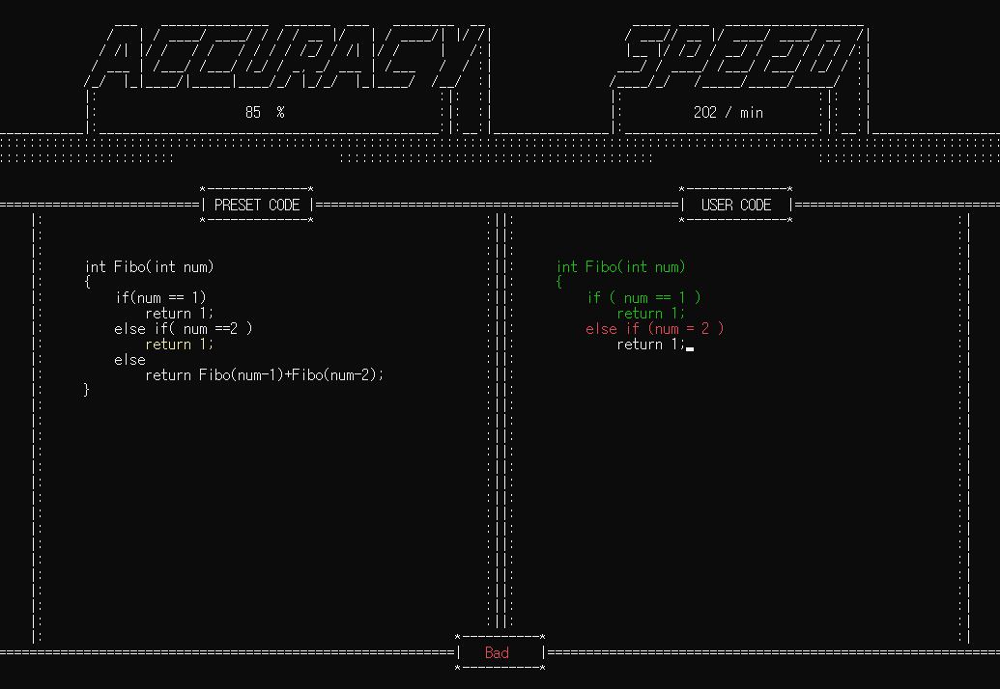 ACCURACY SPEED
85 % 202 / min
PRESET CODE USER CODE
int Fibo(int num)
{
if(num == 1)
return 1;
else if( num ==2 )
return 1;
else
return Fibo(num-1)+Fibo(num-2);
}
int Fibo(int num)
{
if ( num == 1 )
return 1;
else if (num = 2 )
return 1;
Bad